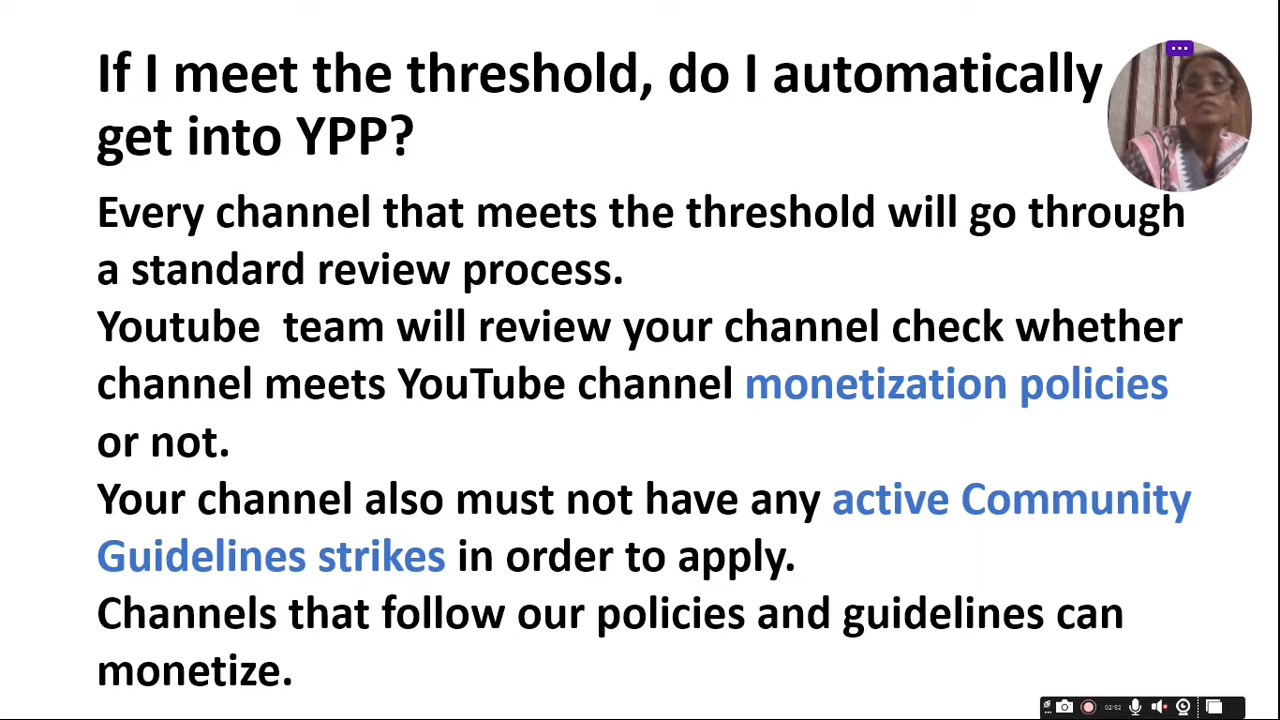 If I meet the threshold, do I automatically
get into YPP?
Every channel that meets the threshold will go through
a standard review process.
Youtube  team will review your channel check whether
channel meets YouTube channel monetization policies
or not.
Your channel also must not have any active Community
Guidelines strikes in order to apply.
Channels that follow our policies and guidelines can
monetize.
02:52